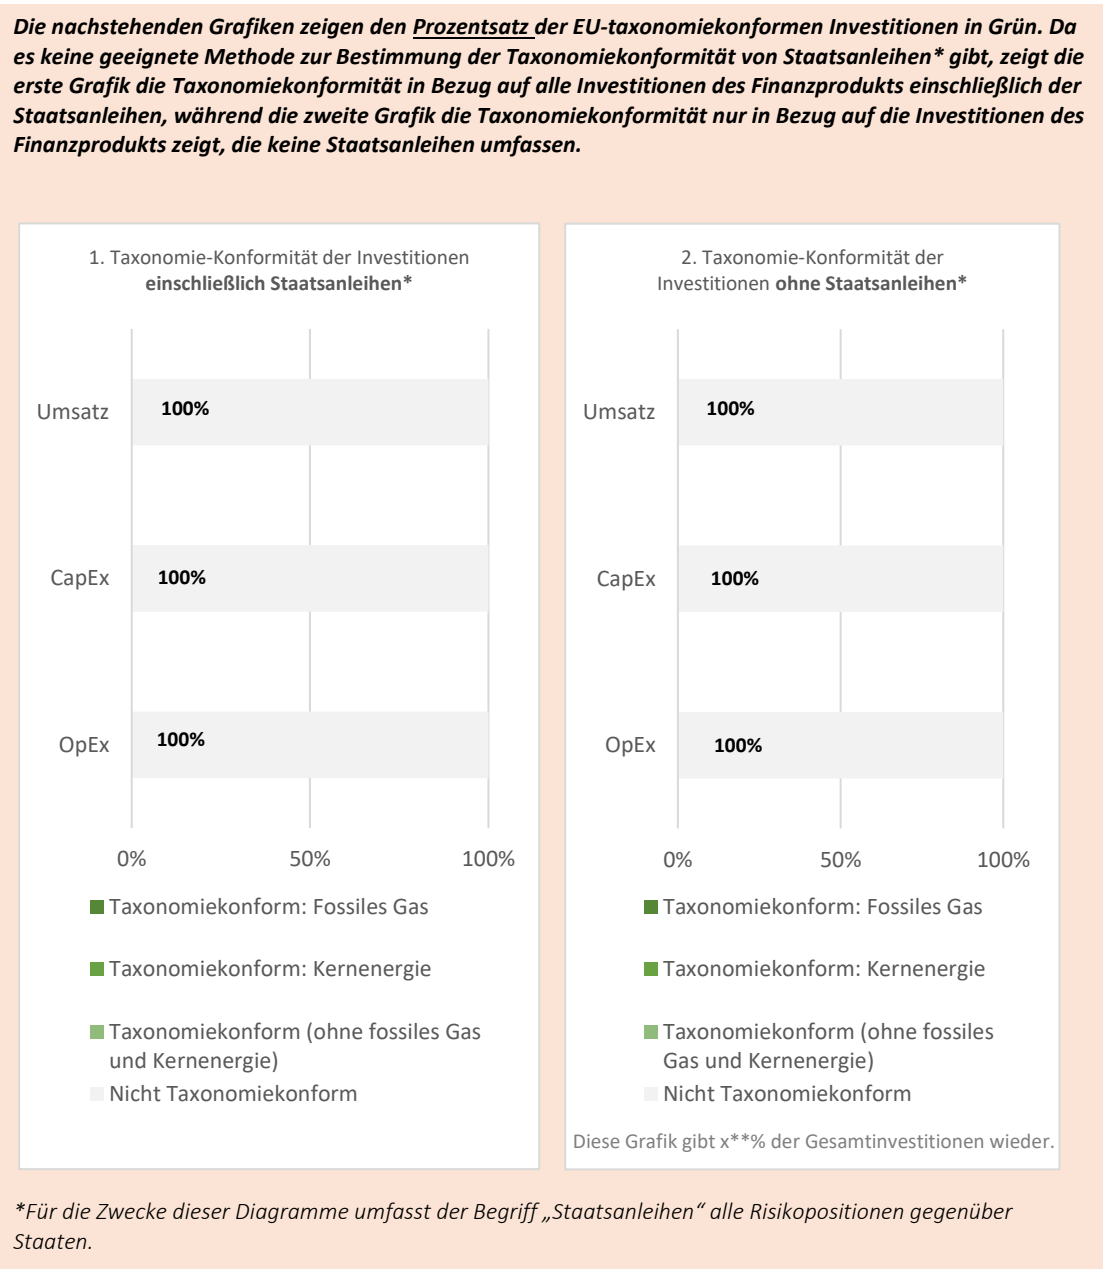 Die nachstehenden Grafiken zeigen den Prozentsatz der EU-taxonomiekonformen Investitionen in Grün. Da
es keine geeignete Methode zur Bestimmung der Taxonomiekonformität von Staatsanleihen* gibt, zeigt die
erste Grafik die Taxonomiekonformität in Bezug auf alle Investitionen des Finanzprodukts einschließlich der
Staatsanleihen, während die zweite Grafik die Taxonomiekonformität nur in Bezug auf die Investitionen des
Finanzprodukts zeigt, die keine Staatsanleihen umfassen.
1. Taxonomie-Konformität der Investitionen
einschließlich Staatsanleihen*
Umsatz
100%
CapEx
100%
OpEx
100%
0%
50%
100%
Taxonomiekonform: Fossiles Gas
Taxonomiekonform: Kernenergie
Taxonomiekonform (ohne fossiles Gas
und Kernenergie)
Nicht Taxonomiekonform
2. Taxonomie-Konformität der
Investitionen ohne Staatsanleihen*
Umsatz
100%
CapEx
100%
OpEx
100%
0%
50%
100%
Taxonomiekonform: Fossiles Gas
Taxonomiekonform: Kernenergie
Taxonomiekonform (ohne fossiles
Gas und Kernenergie)
Nicht Taxonomiekonform
Diese Grafik gibt x**% der Gesamtinvestitionen wieder.
*Für die Zwecke dieser Diagramme umfasst der Begriff „Staatsanleihen“ alle Risikopositionen gegenüber
Staaten.